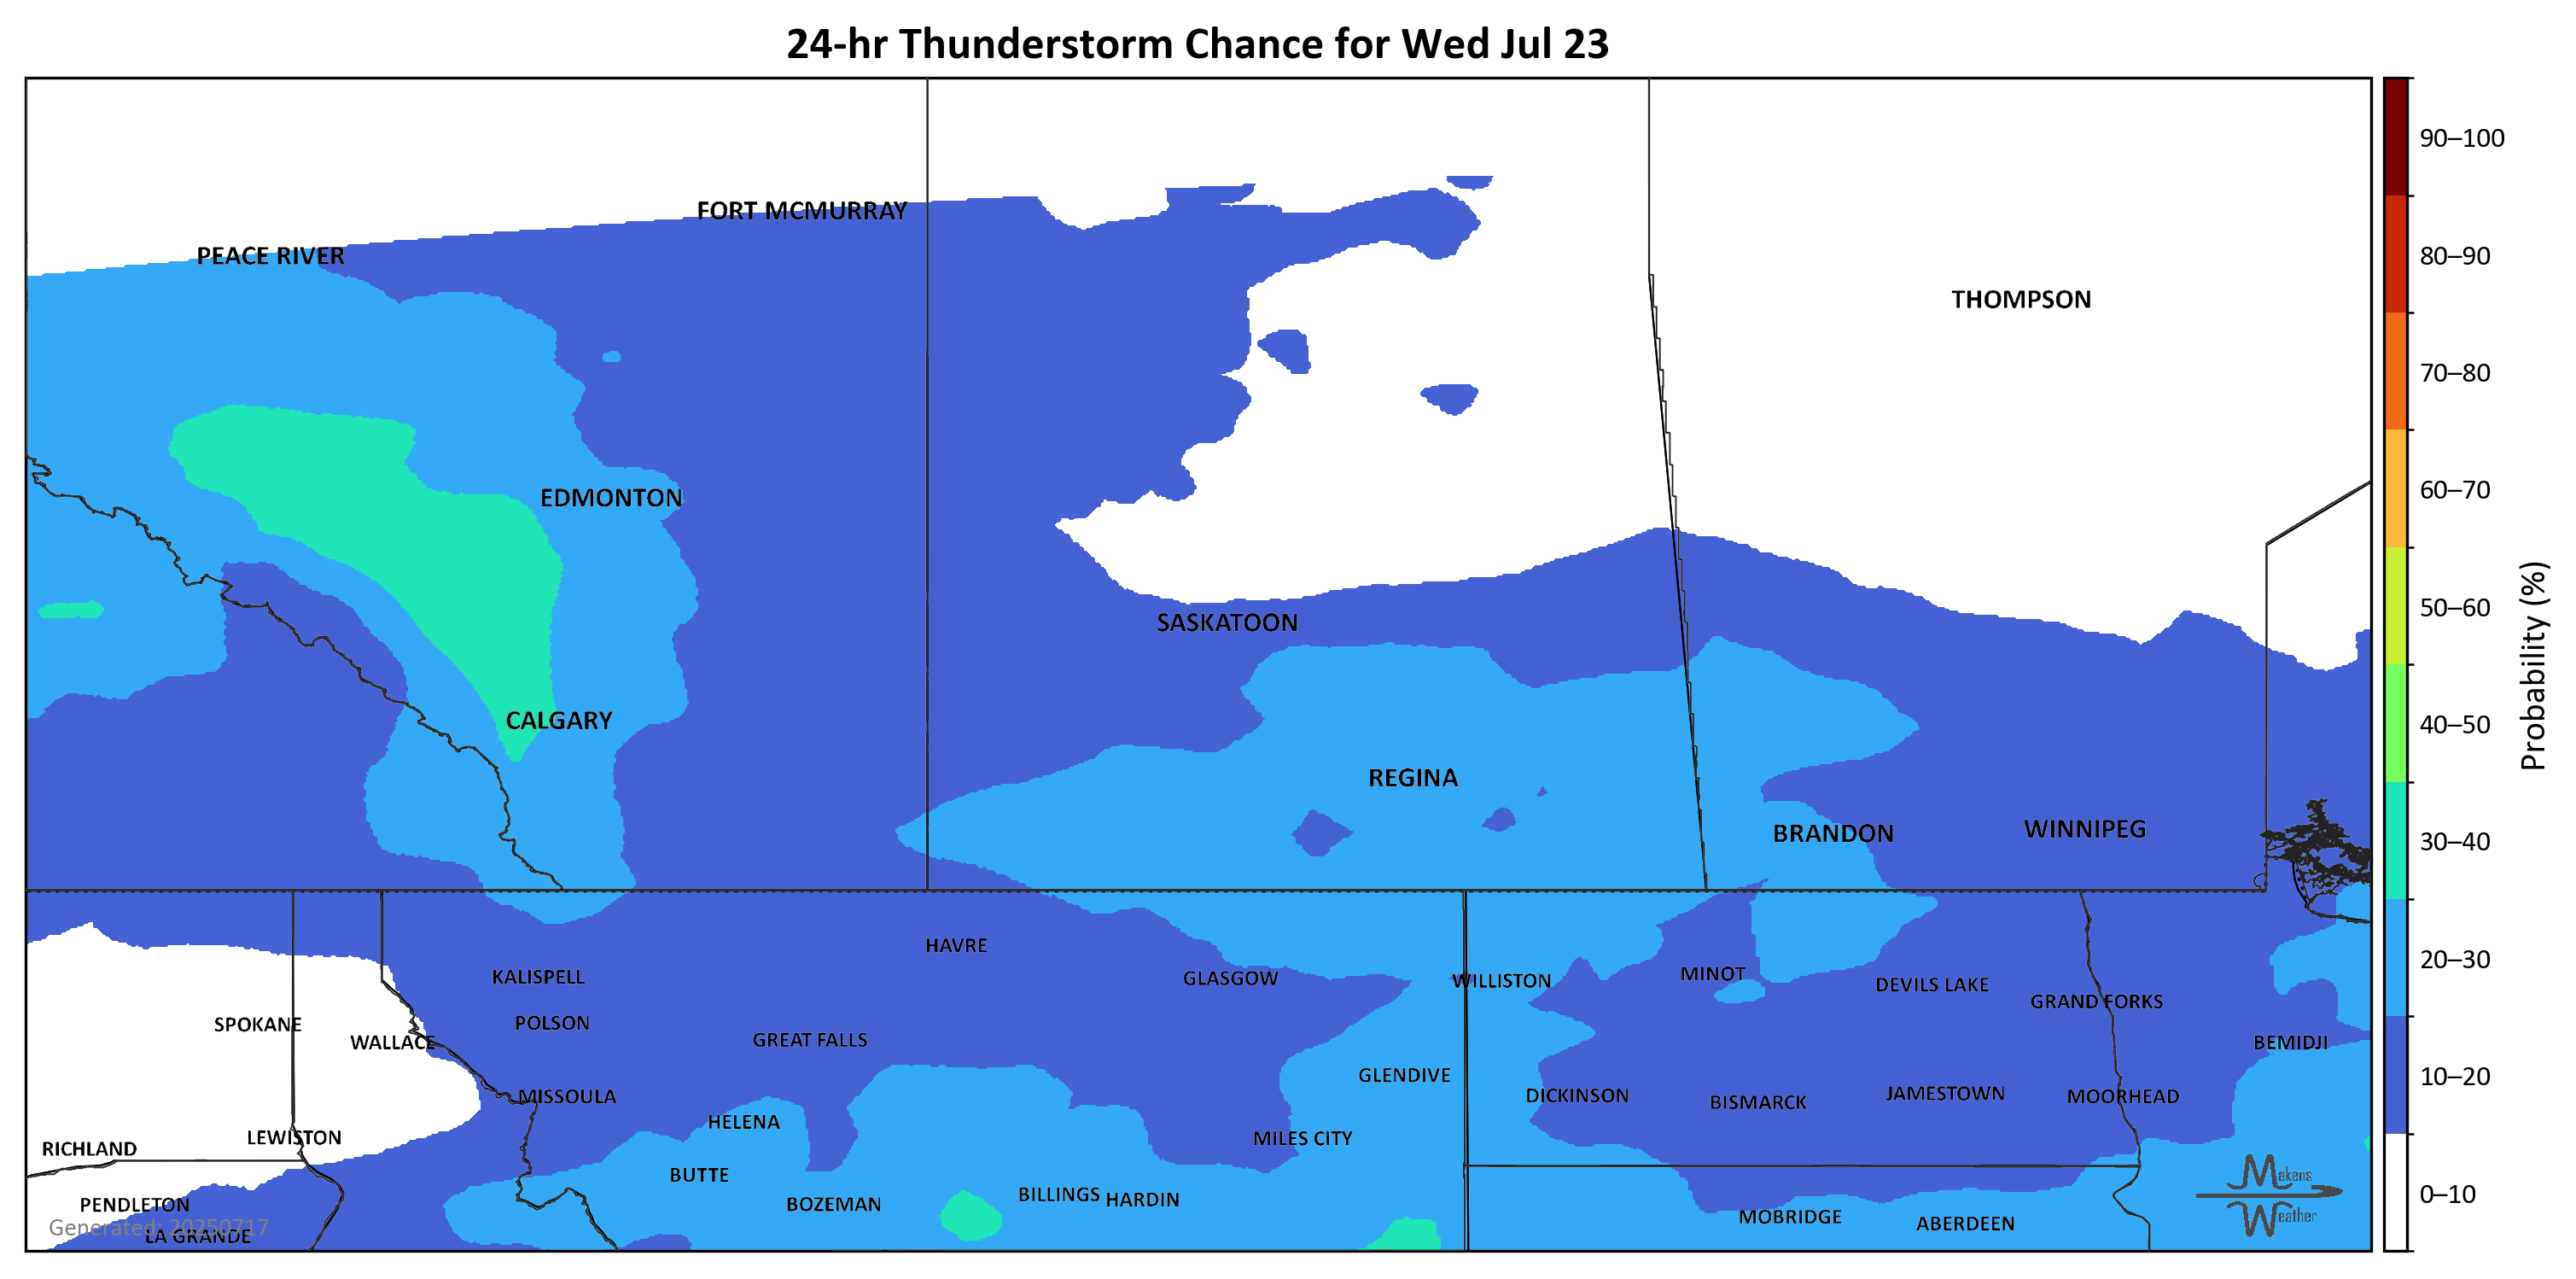 24-hr Thunderstorm Chance for Wed Jul 23
90–100
FORT MCMURRAY
PEACE RIVER
80–90
THOMPSON
70–80
EDMONTON
60–70
SASKATOON
50–60
CALGARY
40–50
Probability (%)
REGINA
BRANDON
WINNIPEG
30–40
HAVRE
20–30
KALISPELL
GLASGOW
WILLISTON
MINOT
DEVILS LAKE
GRAND FORKS
SPOKANE
POLSON
WALLACE
GREAT FALLS
BEMIDJI
GLENDIVE
10–20
MISSOULA
DICKINSON
BISMARCK
JAMESTOWN
MOORHEAD
HELENA
LEWISTON
MILES CITY
RICHLAND
BUTTE
Makens
Weather
BILLINGS
HARDIN
0–10
PENDLETON
BOZEMAN
MOBRIDGE
ABERDEEN
Generated: 20250717
LA GRANDE